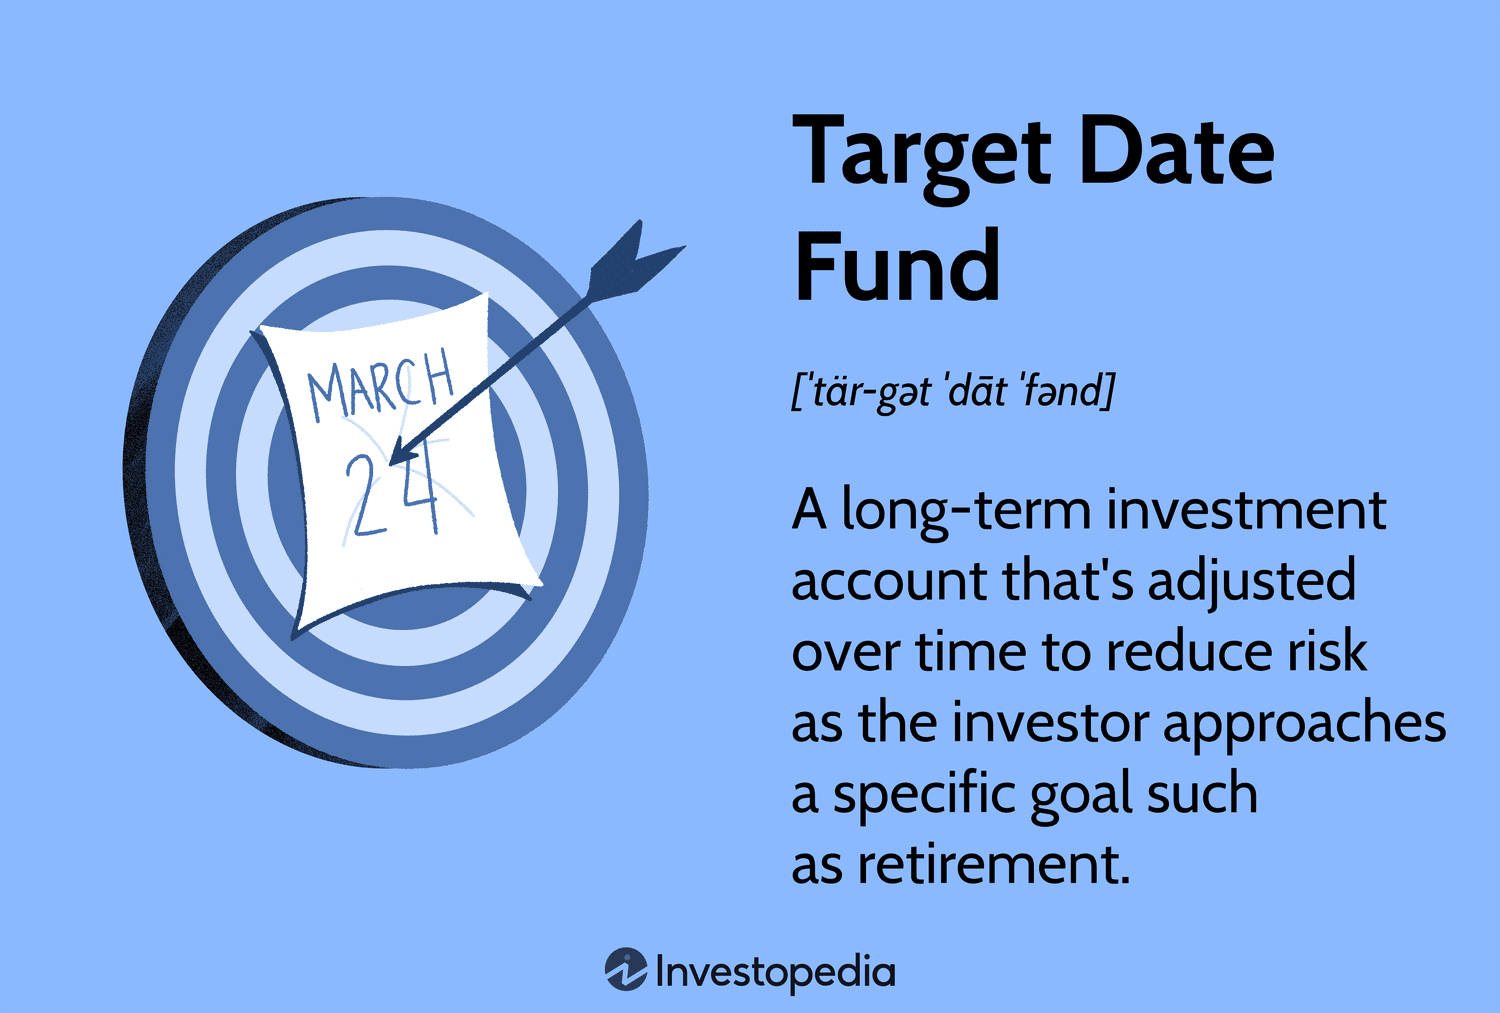 MARCH
24
Target Date
Fund
[ˈtär-gət ˈdāt ˈfənd]
A long-term investment
account that's adjusted
over time to reduce risk
as the investor approaches
a specific goal such
as retirement.
Investopedia